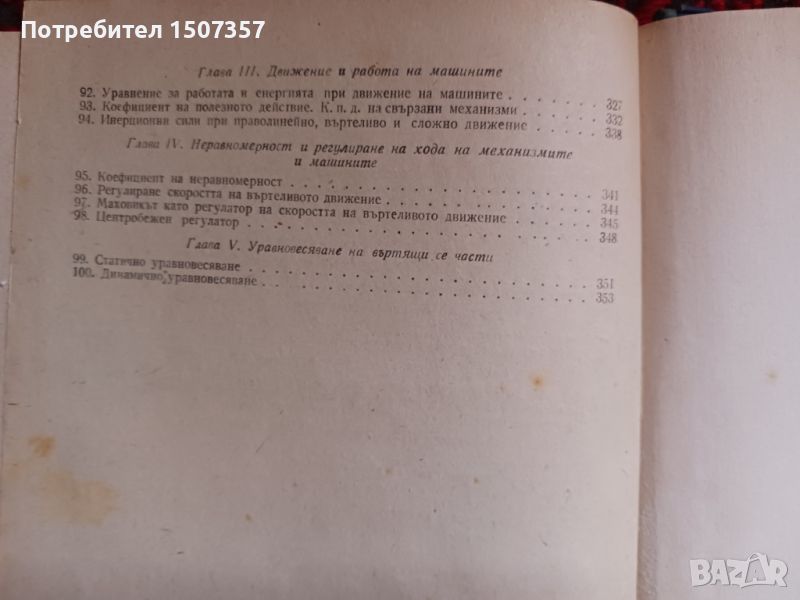 Потребител 1507357
Глава III. Движение и работа на машините
92. Уравнение за работата и енергията при движение на машините . . . . . . 327
93. Коефициент на полезното действие. К. п. д. на свързани механизми . . . . 332
94. Инерционни сили при праволинейно, въртеливо и сложно движение . . . . 338
Глава IV. Неравномерност и регулиране на хода на механизмите
и машините
95. Коефициент на неравномерност . . . . . . . . . . . . . . . . . 341
96. Регулиране скоростта на въртеливото движение . . . . . . . . . . . 344
97. Маховикът като регулатор на скоростта на въртеливото движение . . . . . 345
98. Центробежен регулатор . . . . . . . . . . . . . . . . . . . . 348
Глава V. Уравновесяване на въртящи се части
99. Статично уравновесяване . . . . . . . . . . . . . . . . . . . 351
100. Динамично уравновесяване . . . . . . . . . . . . . . . . . . . 353
BAZAR